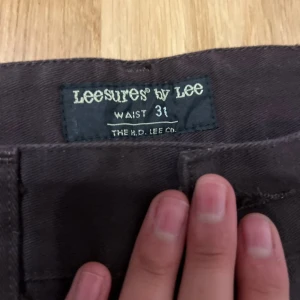 Leesures® by Lee
WAIST 31
THE H.D. LEE Co.